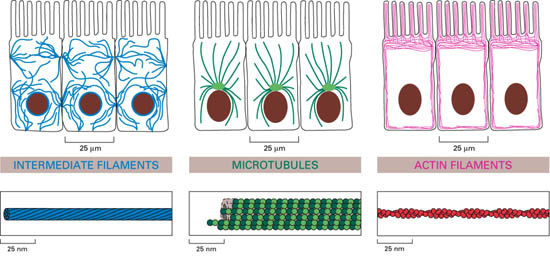 25 μm
25 μm
25 μm
INTERMEDIATE FILAMENTS
MICROTUBULES
ACTIN FILAMENTS
25 nm
25 nm
25 nm